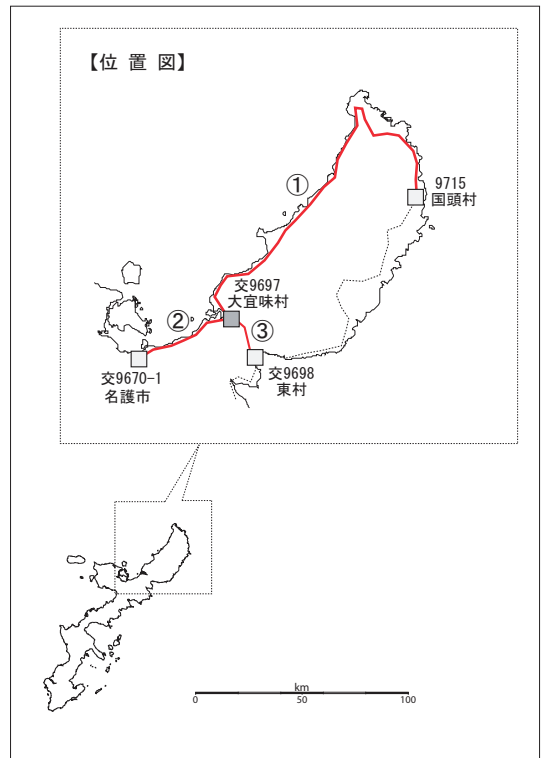 【位 置 図】
①
9715
国頭村
交9697
大宜味村
②
③
交9670-1
名護市
交9698
東村
km
0
50
100